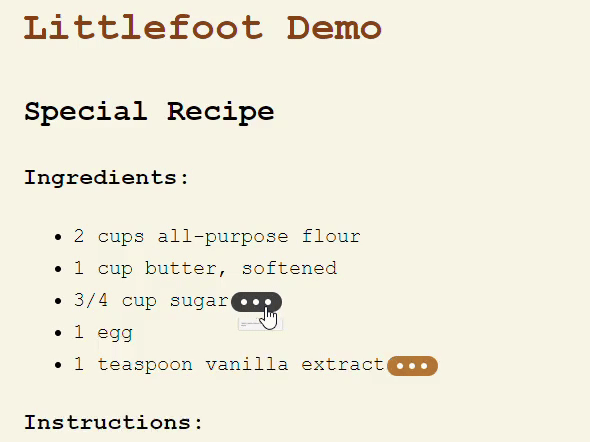 Littlefoot Demo
Special Recipe
Ingredients:
• 2 cups all-purpose flour
• 1 cup butter, softened
• 3/4 cup sugar
• 1 egg
• 1 teaspoon vanilla extract
Instructions: